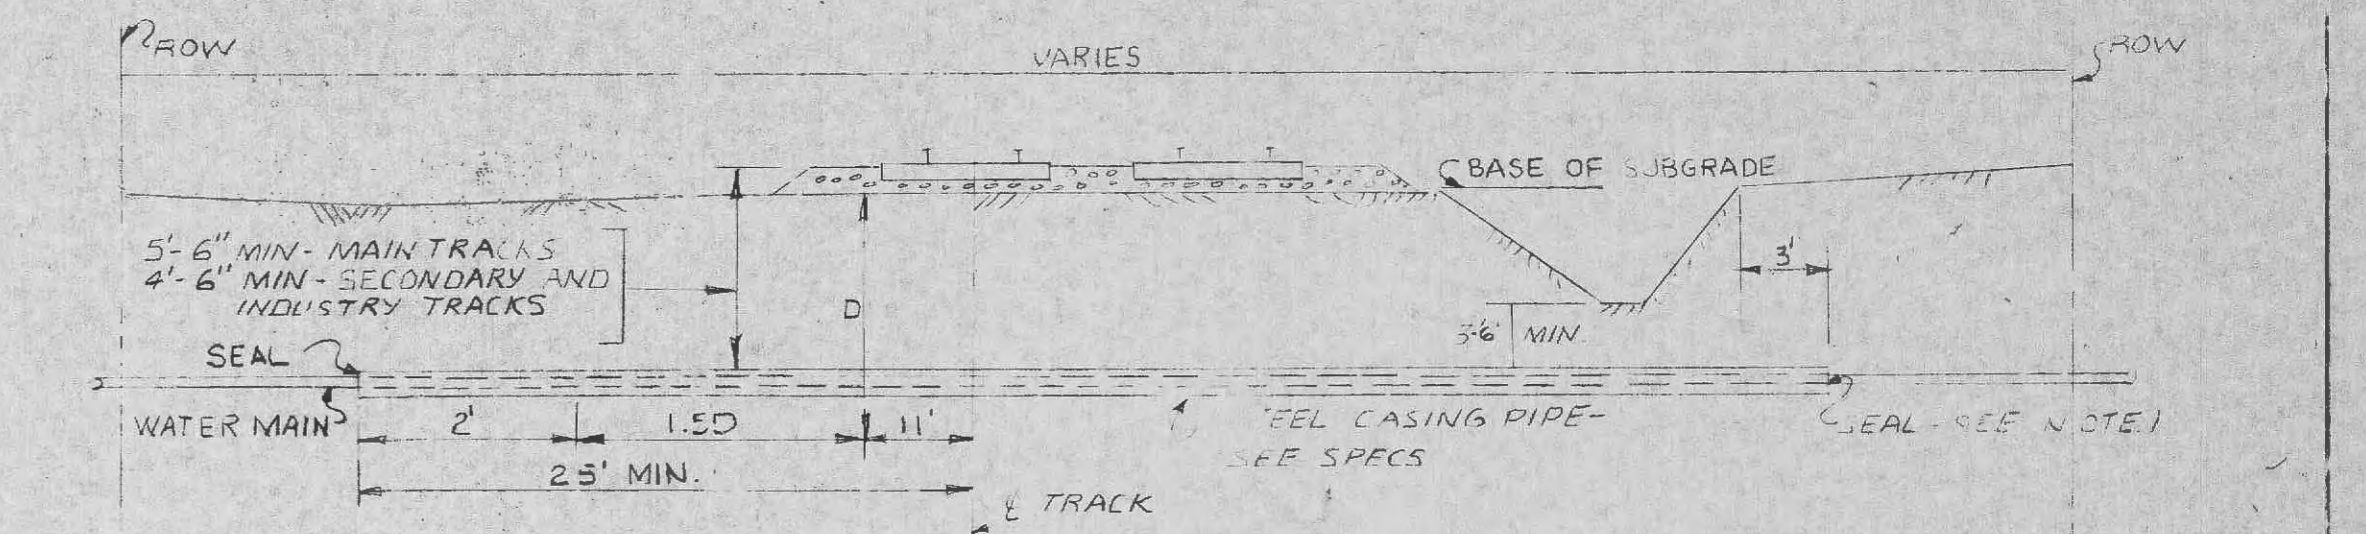 ROW
VARIES
ROW
BASE OF SUBGRADE
5'-6" MIN - MAIN TRACKS
4'-6" MIN - SECONDARY AND
INDUSTRY TRACKS
3'
D
3'-6" MIN.
SEAL
WATER MAIN
2'
1.5D
11'
EEL CASING PIPE-
SEE SPECS
SEAL - SEE NOTE 1
25' MIN.
℄ TRACK